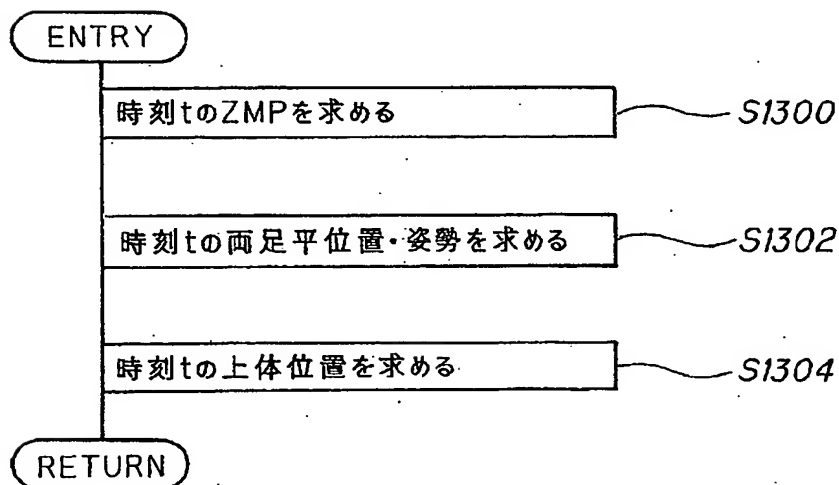 ENTRY
時刻tのZMPを求める
S1300
時刻tの両足平位置・姿勢を求める
S1302
時刻tの上体位置を求める
S1304
RETURN